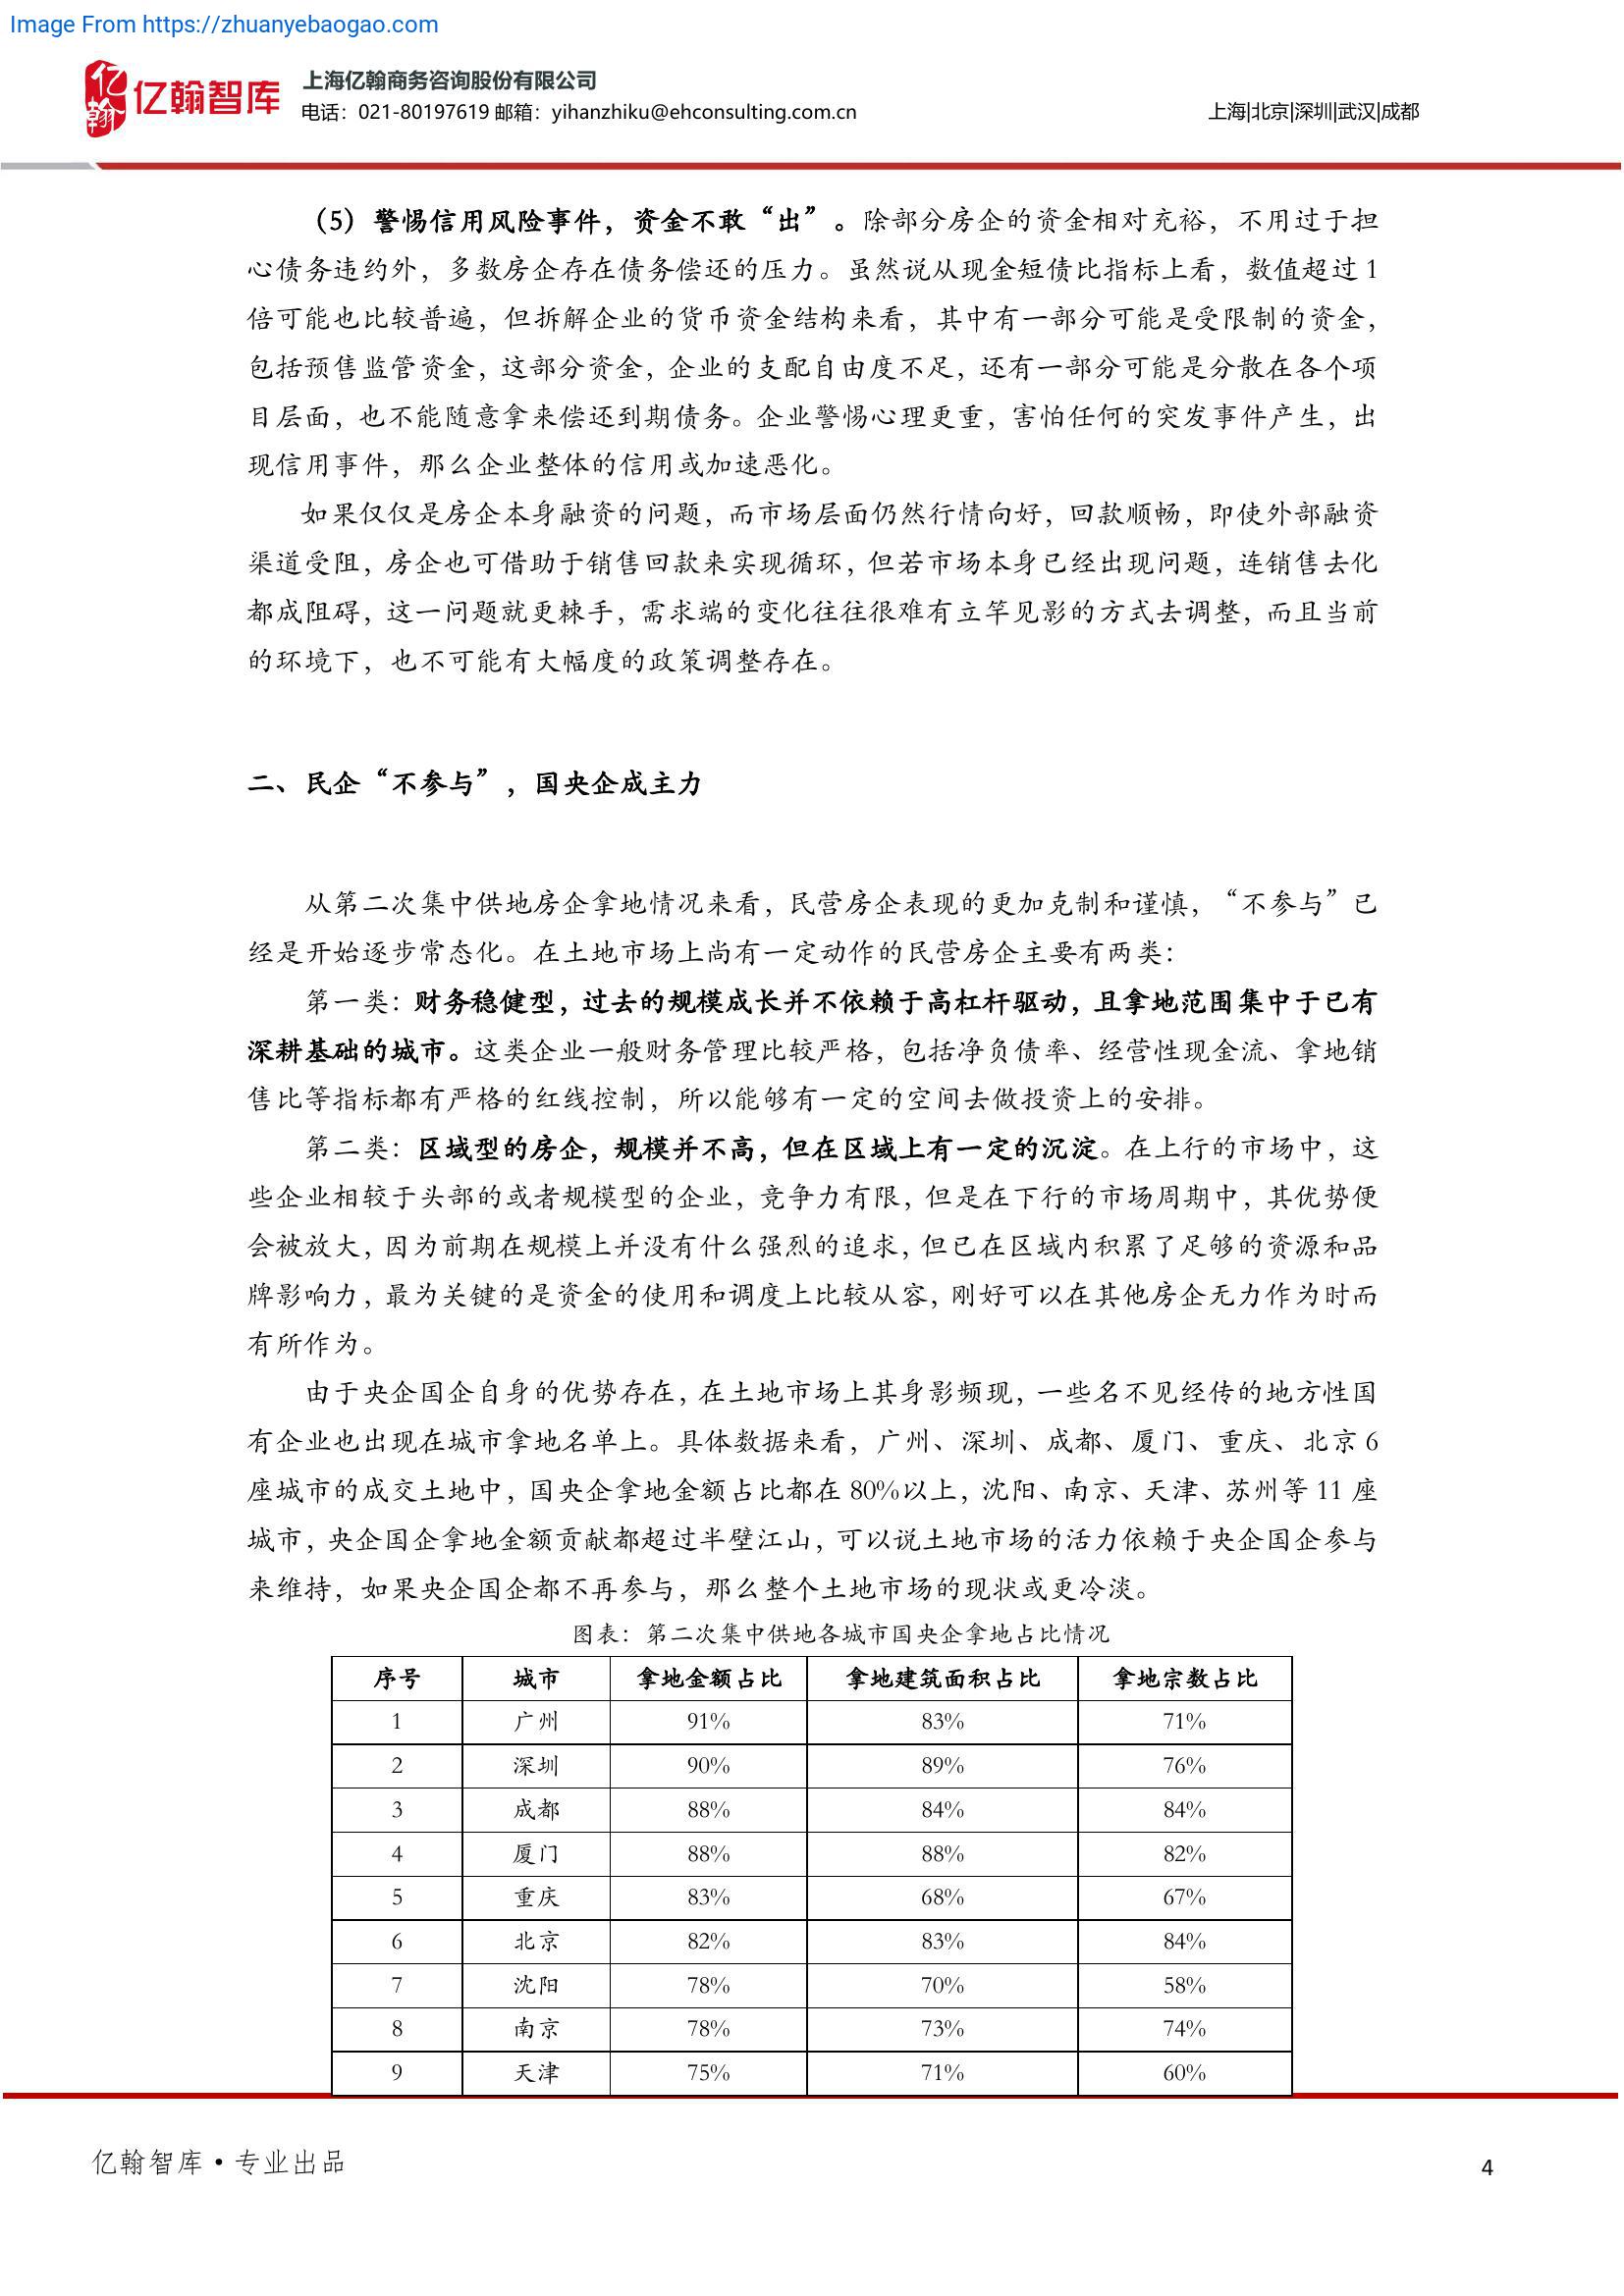 Image From https://zhuanyebaogao.com
亿翰
亿翰智库
上海亿翰商务咨询股份有限公司
电话：021-80197619 邮箱：yihanzhiku@ehconsulting.com.cn
上海|北京|深圳|武汉|成都
（5）警惕信用风险事件，资金不敢“出”。除部分房企的资金相对充裕，不用过于担
心债务违约外，多数房企存在债务偿还的压力。虽然说从现金短债比指标上看，数值超过 1
倍可能也比较普遍，但拆解企业的货币资金结构来看，其中有一部分可能是受限制的资金，
包括预售监管资金，这部分资金，企业的支配自由度不足，还有一部分可能是分散在各个项
目层面，也不能随意拿来偿还到期债务。企业警惕心理更重，害怕任何的突发事件产生，出
现信用事件，那么企业整体的信用或加速恶化。
如果仅仅是房企本身融资的问题，而市场层面仍然行情向好，回款顺畅，即使外部融资
渠道受阻，房企也可借助于销售回款来实现循环，但若市场本身已经出现问题，连销售去化
都成阻碍，这一问题就更棘手，需求端的变化往往很难有立竿见影的方式去调整，而且当前
的环境下，也不可能有大幅度的政策调整存在。
二、民企“不参与”，国央企成主力
从第二次集中供地房企拿地情况来看，民营房企表现的更加克制和谨慎，“不参与”已
经是开始逐步常态化。在土地市场上尚有一定动作的民营房企主要有两类：
第一类：财务稳健型，过去的规模成长并不依赖于高杠杆驱动，且拿地范围集中于已有
深耕基础的城市。这类企业一般财务管理比较严格，包括净负债率、经营性现金流、拿地销
售比等指标都有严格的红线控制，所以能够有一定的空间去做投资上的安排。
第二类：区域型的房企，规模并不高，但在区域上有一定的沉淀。在上行的市场中，这
些企业相较于头部的或者规模型的企业，竞争力有限，但是在下行的市场周期中，其优势便
会被放大，因为前期在规模上并没有什么强烈的追求，但已在区域内积累了足够的资源和品
牌影响力，最为关键的是资金的使用和调度上比较从容，刚好可以在其他房企无力作为时而
有所作为。
由于央企国企自身的优势存在，在土地市场上其身影频现，一些名不见经传的地方性国
有企业也出现在城市拿地名单上。具体数据来看，广州、深圳、成都、厦门、重庆、北京 6
座城市的成交土地中，国央企拿地金额占比都在 80%以上，沈阳、南京、天津、苏州等 11 座
城市，央企国企拿地金额贡献都超过半壁江山，可以说土地市场的活力依赖于央企国企参与
来维持，如果央企国企都不再参与，那么整个土地市场的现状或更冷淡。
图表：第二次集中供地各城市国央企拿地占比情况
序号 城市 拿地金额占比 拿地建筑面积占比 拿地宗数占比
1 广州 91% 83% 71%
2 深圳 90% 89% 76%
3 成都 88% 84% 84%
4 厦门 88% 88% 82%
5 重庆 83% 68% 67%
6 北京 82% 83% 84%
7 沈阳 78% 70% 58%
8 南京 78% 73% 74%
9 天津 75% 71% 60%
亿翰智库•专业出品
4